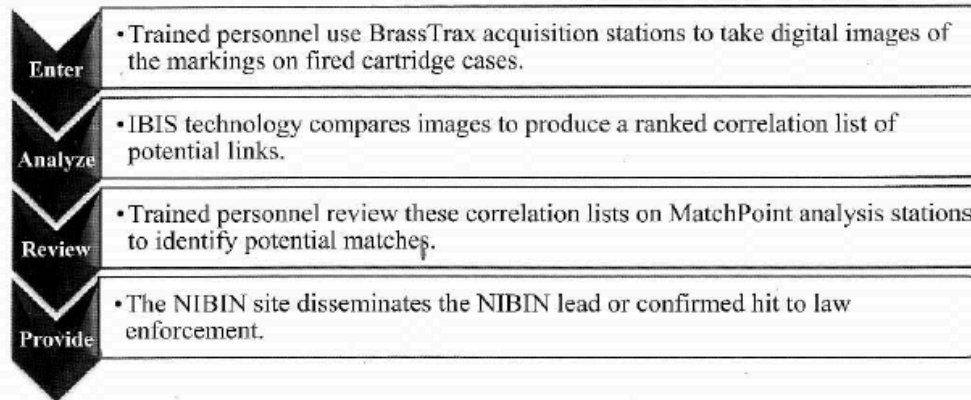 Enter
• Trained personnel use BrassTrax acquisition stations to take digital images of
the markings on fired cartridge cases.
Analyze
• IBIS technology compares images to produce a ranked correlation list of
potential links.
Review
• Trained personnel review these correlation lists on MatchPoint analysis stations
to identify potential matches.
Provide
• The NIBIN site disseminates the NIBIN lead or confirmed hit to law
enforcement.